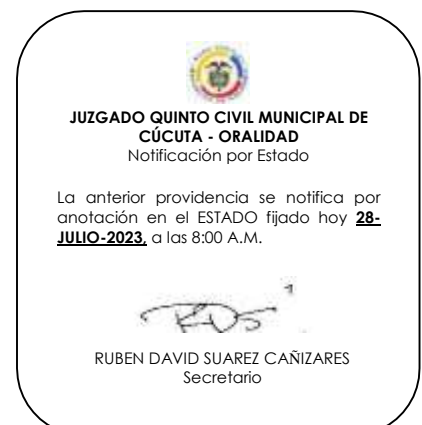 JUZGADO QUINTO CIVIL MUNICIPAL DE
CÚCUTA - ORALIDAD
Notificación por Estado
La anterior providencia se notifica por
anotación en el ESTADO fijado hoy 28-
JULIO-2023, a las 8:00 A.M.
RUBEN DAVID SUAREZ CAÑIZARES
Secretario